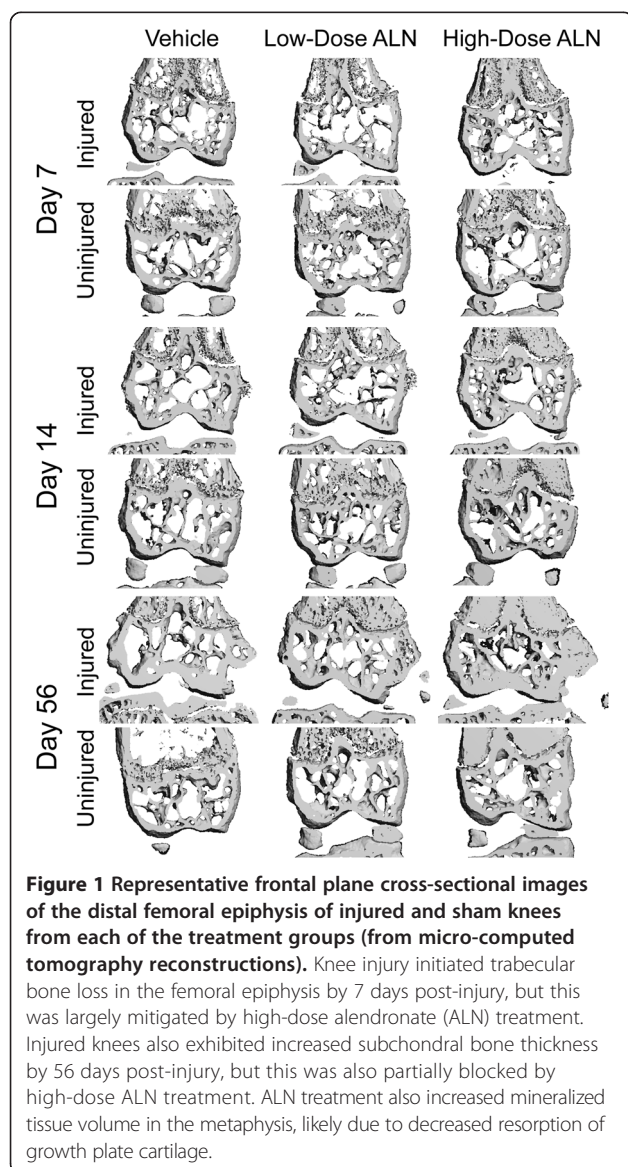 Vehicle Low-Dose ALN High-Dose ALN
Day 7
Injured
Uninjured
Day 14
Injured
Uninjured
Day 56
Injured
Uninjured
Figure 1 Representative frontal plane cross-sectional images
of the distal femoral epiphysis of injured and sham knees
from each of the treatment groups (from micro-computed
tomography reconstructions). Knee injury initiated trabecular
bone loss in the femoral epiphysis by 7 days post-injury, but this
was largely mitigated by high-dose alendronate (ALN) treatment.
Injured knees also exhibited increased subchondral bone thickness
by 56 days post-injury, but this was also partially blocked by
high-dose ALN treatment. ALN treatment also increased mineralized
tissue volume in the metaphysis, likely due to decreased resorption of
growth plate cartilage.